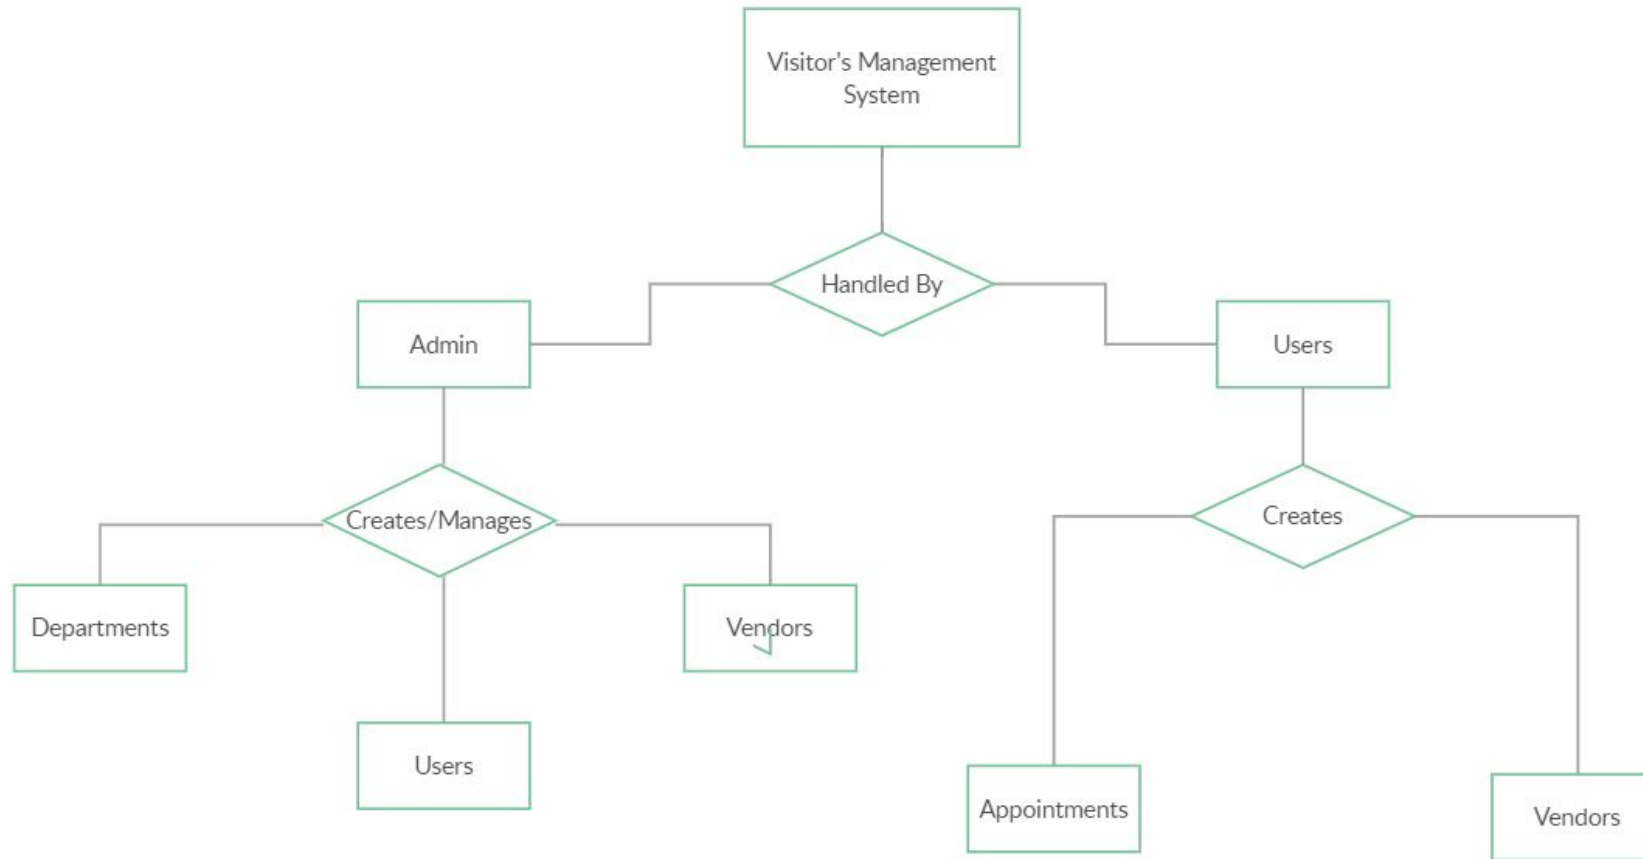 Visitor's Management
System
Handled By
Admin
Users
Creates/Manages
Creates
Departments
Vendors
Users
Appointments
Vendors